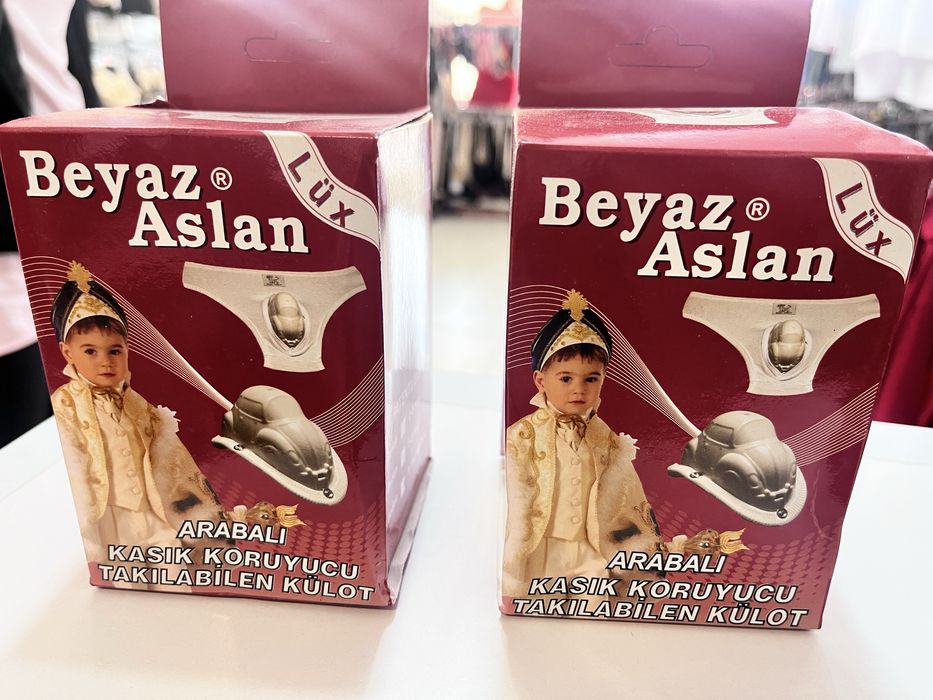 Beyaz ®
Aslan
Lüx
ARABALI
KASIK KORUYUCU
TAKILABİLEN KÜLOT
Beyaz ®
Aslan
Lüx
ARABALI
KASIK KORUYUCU
TAKILABİLEN KÜLOT